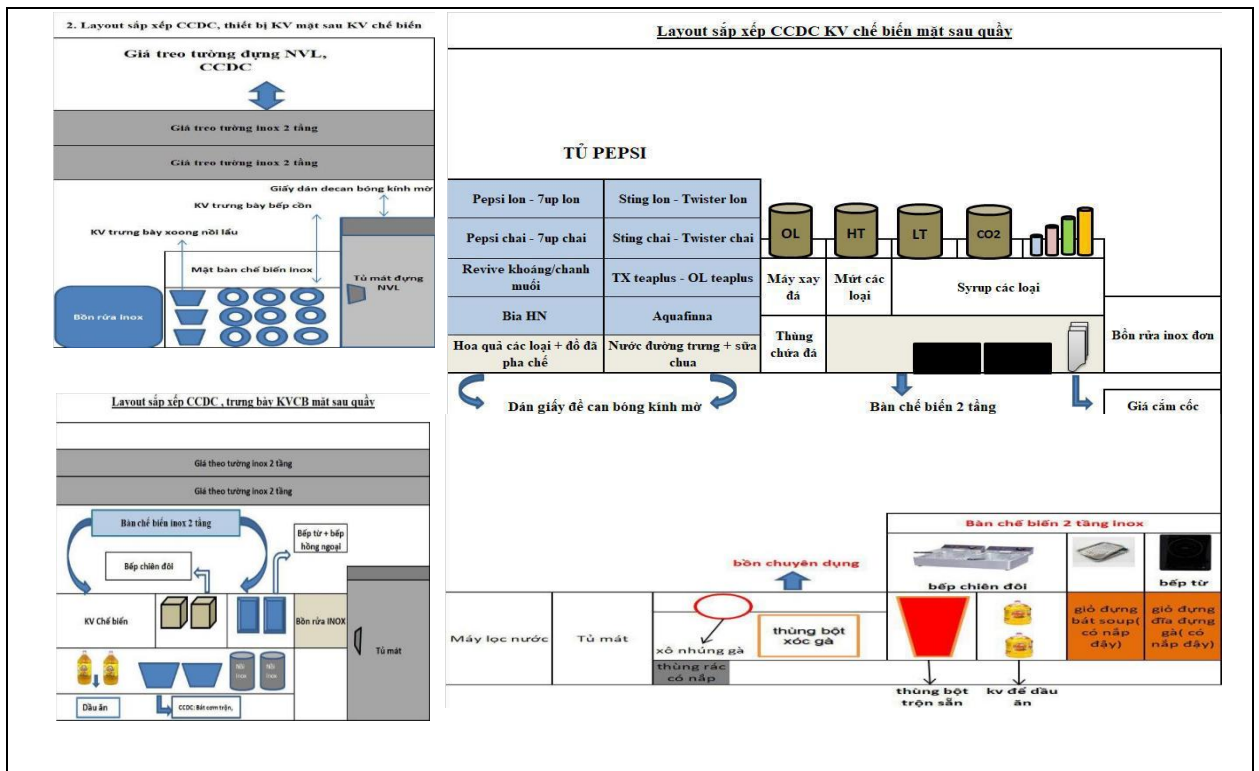 2. Layout sắp xếp CCDC, thiết bị KV mặt sau KV chế biến
Giá treo tường đựng NVL,
CCDC
Giá treo tường inox 2 tầng
Giá treo tường inox 2 tầng
Giấy dán decan bóng kính mờ
KV trưng bày bếp cồn
KV trưng bày xoong nồi lẩu
Mặt bàn chế biến inox
Tủ mát đựng
NVL
Bồn rửa inox
Layout sắp xếp CCDC KV chế biến mặt sau quầy
TỦ PEPSI
Pepsi lon - 7up lon
Sting lon - Twister lon
Pepsi chai - 7up chai
Sting chai - Twister chai
OL
HT
LT
CO2
Revive khoáng/chanh
muối
TX teaplus - OL teaplus
Máy xay
đá
Mứt các
loại
Syrup các loại
Bia HN
Aquafinna
Hoa quả các loại + đồ đã
pha chế
Nước đường trưng + sữa
chua
Thùng
chứa đá
Bồn rửa inox đơn
Dán giấy đề can bóng kính mờ
Bàn chế biến 2 tầng
Giá cắm cốc
Layout sắp xếp CCDC , trưng bày KVCB mặt sau quầy
Giá theo tường inox 2 tầng
Giá theo tường inox 2 tầng
Bàn chế biến inox 2 tầng
Bếp từ + bếp
hồng ngoại
Bếp chiên đôi
KV Chế biến
Bồn rửa INOX
Tủ mát
Nồi
inox
Nồi
inox
Dầu ăn
CCDC: Bát cơm trộn,
Bàn chế biến 2 tầng inox
bồn chuyên dụng
bếp chiên đôi
bếp từ
Máy lọc nước
Tủ mát
xô nhúng gà
thùng bột
xóc gà
giỏ đựng
bát soup(
có nắp
đậy)
giỏ đựng
đĩa đựng
gà( có
nắp đậy)
thùng rác
có nắp
thùng bột
trộn sẵn
kv để dầu
ăn